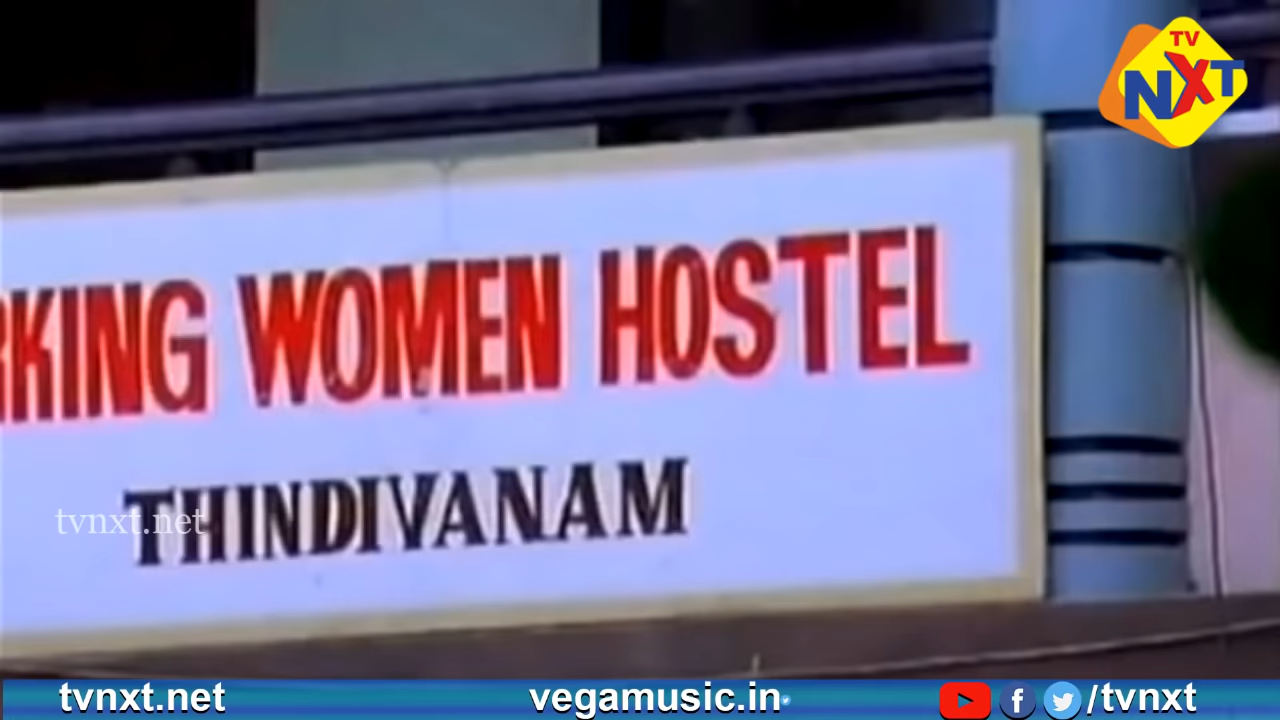 TV
NXT
RKING WOMEN HOSTEL
THINDIVANAM
tvnxt.net
tvnxt.net
vegamusic.in
/tvnxt